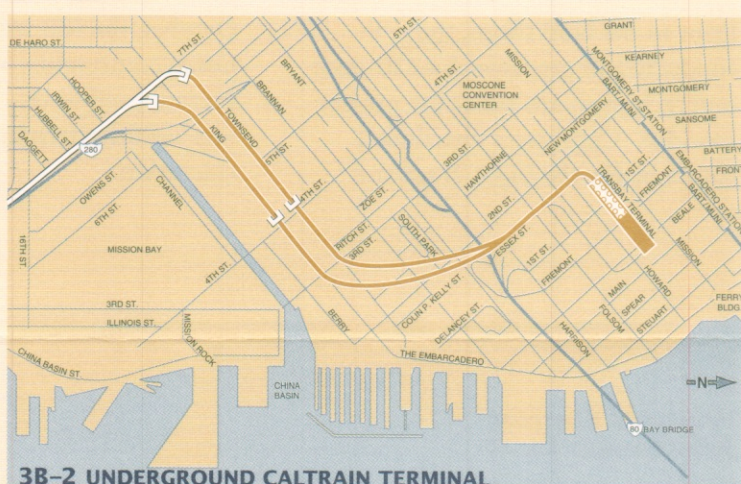 DE HARO ST.
7TH ST.
5TH ST.
GRANT
KEARNEY
MONTGOMERY
SANSOME
BATTERY
FRONT
MISSION
4TH ST.
MOSCONE
CONVENTION
CENTER
MONTGOMERY ST STATION
BART/MUNI
NEW MONTGOMERY
BRYANT
BRANNAN
TOWNSEND
KING
HOOPER ST.
IRWIN ST.
HUBBELL ST.
DAGGETT
280
3RD ST.
HAWTHORNE
5TH ST.
1ST ST.
FREMONT
EMBARCADERO STATION
BART/MUNI
TRANSBAY TERMINAL
BEALE
MISSION
OWENS ST.
6TH ST.
CHANNEL
4TH ST.
ZOE ST.
RITCH ST.
3RD ST.
SOUTH PARK
2ND ST.
ESSEX ST
1ST ST.
FREMONT
HOWARD
MAIN
FOLSOM
SPEAR
STEUART
FERRY
BLDG
16TH ST.
MISSION BAY
4TH ST.
3RD ST.
ILLINOIS ST.
MISSION ROCK
BERRY
COLIN P. KELLY ST.
DELANCEY ST.
HARRISON
THE EMBARCADERO
CHINA BASIN ST.
CHINA
BASIN
N
80
BAY BRIDGE
3B-2 UNDERGROUND CALTRAIN TERMINAL